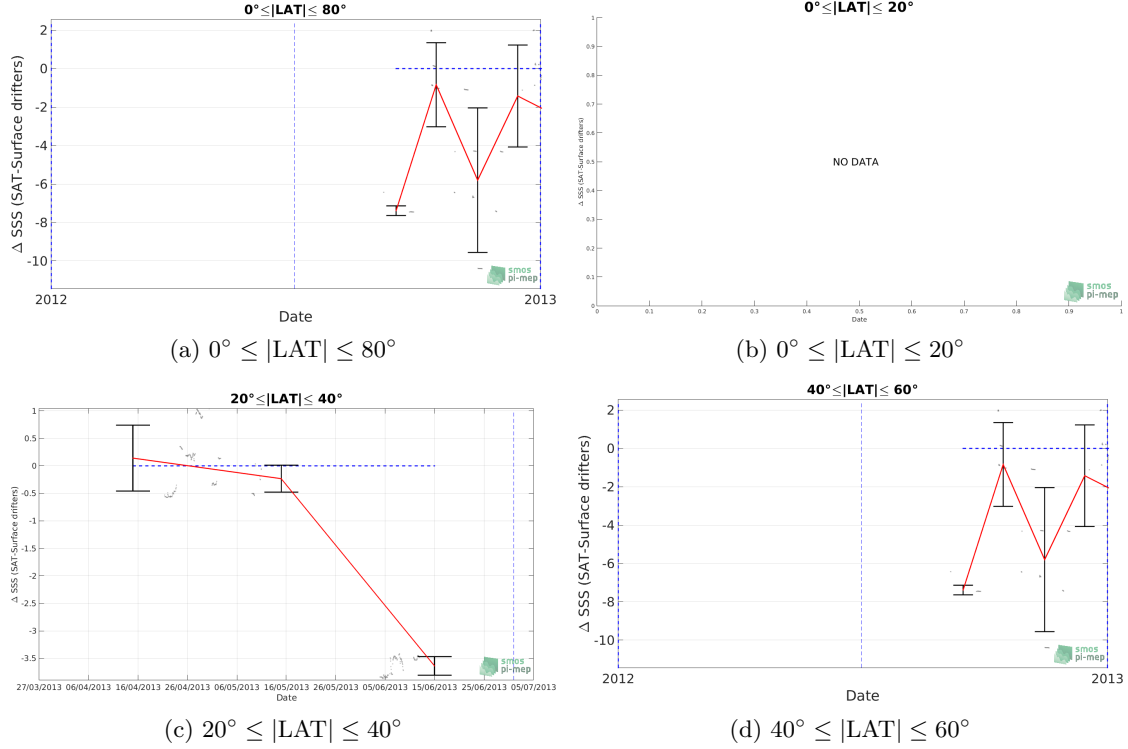 0°≤|LAT|≤ 80°
2
0
-2
-4
-6
-8
-10
Δ SSS (SAT-Surface drifters)
2012
2013
Date
smos
pi-mep
(a) 0° ≤ |LAT| ≤ 80°
0°≤|LAT|≤ 20°
1
0.9
0.8
0.7
0.6
0.5
0.4
0.3
0.2
0.1
0
Δ SSS (SAT-Surface drifters)
NO DATA
0 0.1 0.2 0.3 0.4 0.5 0.6 0.7 0.8 0.9 1
Date
smos
pi-mep
(b) 0° ≤ |LAT| ≤ 20°
20°≤|LAT|≤ 40°
1
0.5
0
-0.5
-1
-1.5
-2
-2.5
-3
-3.5
Δ SSS (SAT-Surface drifters)
27/03/2013 06/04/2013 16/04/2013 26/04/2013 06/05/2013 16/05/2013 26/05/2013 05/06/2013 15/06/2013 25/06/2013 05/07/2013
Date
smos
pi-mep
(c) 20° ≤ |LAT| ≤ 40°
40°≤|LAT|≤ 60°
2
0
-2
-4
-6
-8
-10
Δ SSS (SAT-Surface drifters)
2012
2013
Date
smos
pi-mep
(d) 40° ≤ |LAT| ≤ 60°